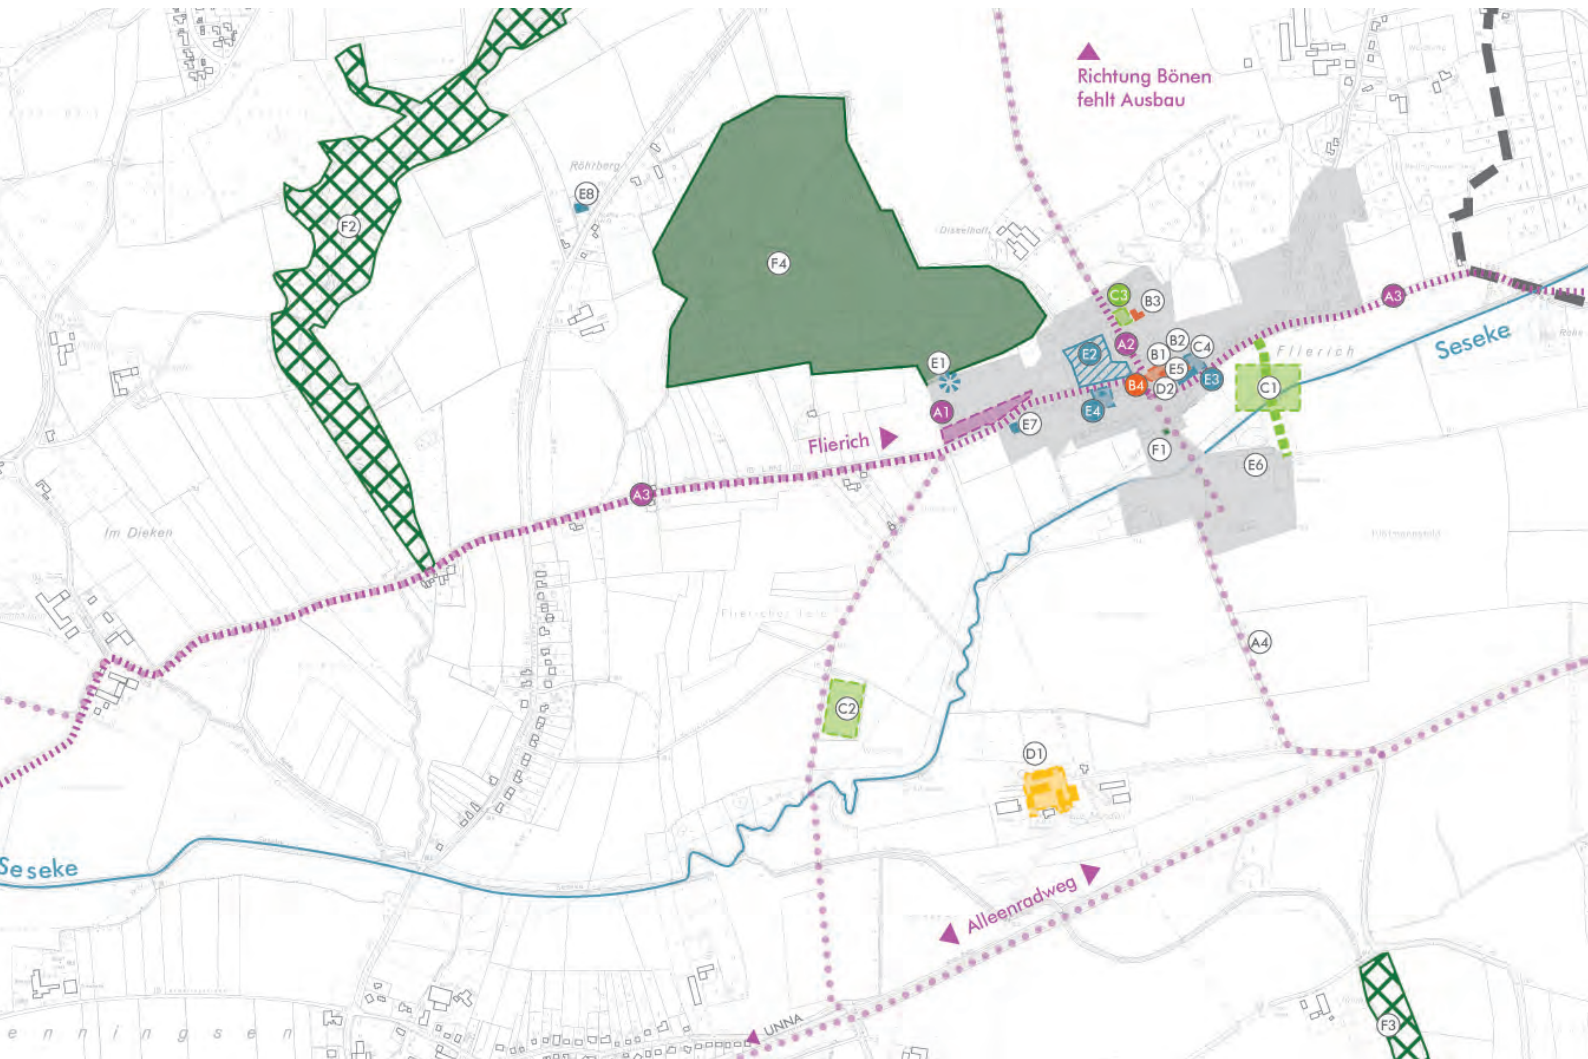 Richtung Bönen
fehlt Ausbau
Röhrberg
E8
F2
Disselhoff
F4
C3
B3
A3
A2
B2
B1
C4
Flierich
Seseke
E2
E1
E5
E3
B4
D2
C1
E4
A1
E7
Flierich
F1
E6
A3
Im Dieken
A4
C2
D1
Seseke
Alleenradweg
F3
UNNA
enningsen